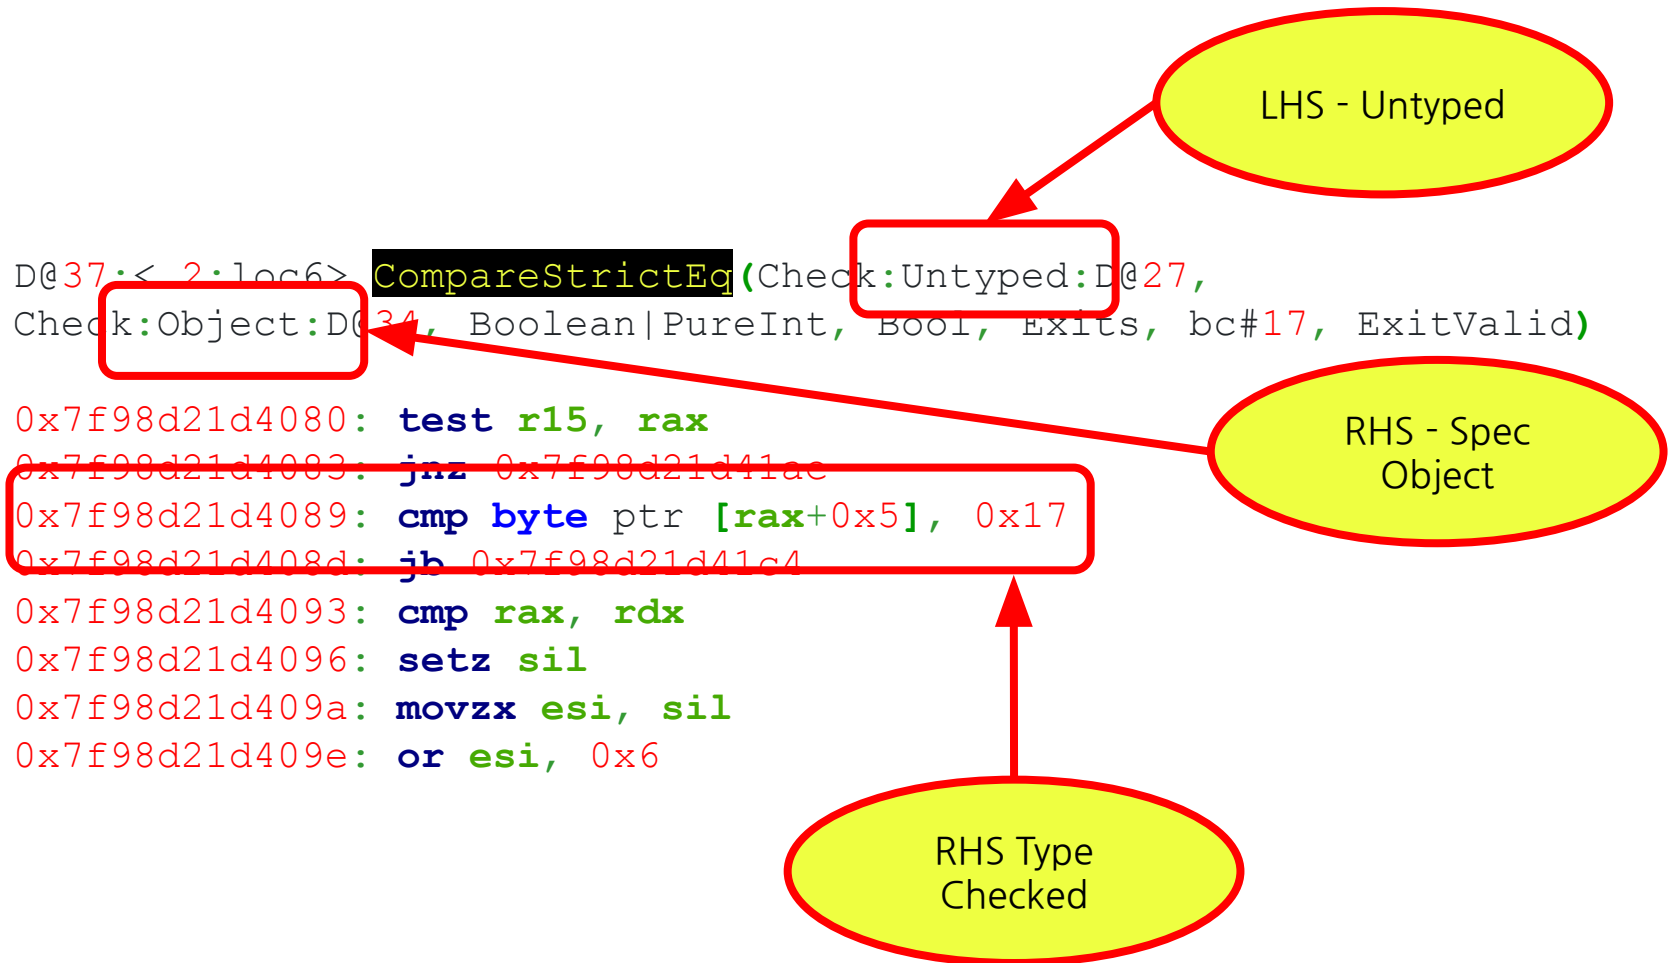 LHS - Untyped
D@37:< 2:loc6> CompareStrictEq(Check:Untyped:D@27,
Check:Object:D@34, Boolean|PureInt, Bool, Exits, bc#17, ExitValid)
RHS - Spec
Object
0x7f98d21d4080: test r15, rax
0x7f98d21d4083: jnz 0x7f98d21d41ae
0x7f98d21d4089: cmp byte ptr [rax+0x5], 0x17
0x7f98d21d408d: jb 0x7f98d21d41c4
0x7f98d21d4093: cmp rax, rdx
0x7f98d21d4096: setz sil
0x7f98d21d409a: movzx esi, sil
0x7f98d21d409e: or esi, 0x6
RHS Type
Checked